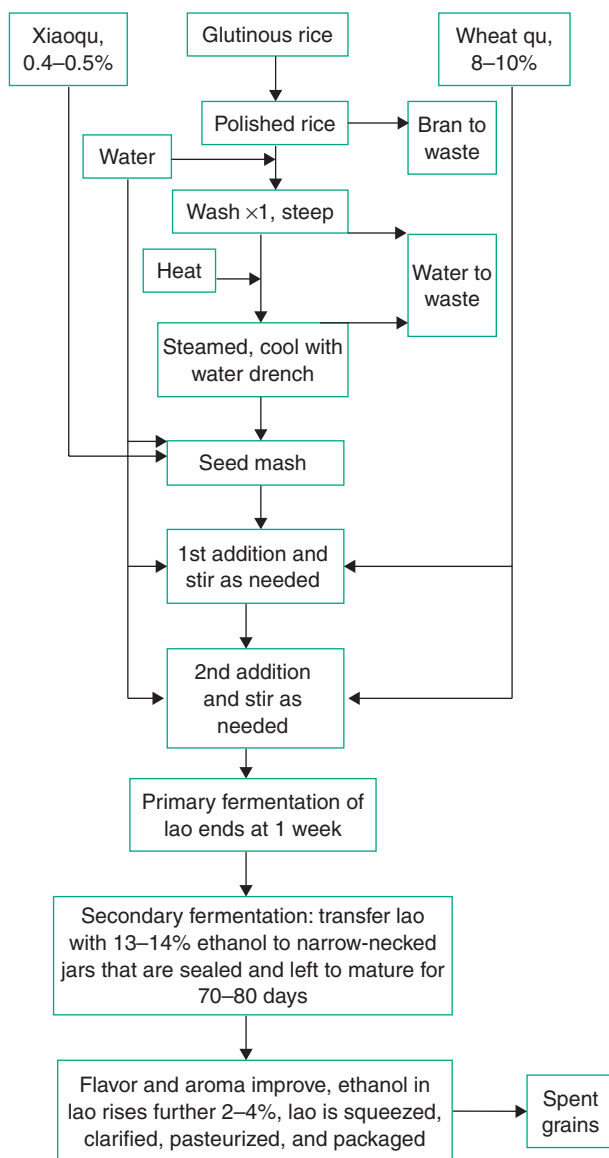 Xiaoqu,
0.4–0.5%
Glutinous rice
Wheat qu,
8–10%
Polished rice
Bran to
waste
Water
Wash ×1, steep
Heat
Water to
waste
Steamed, cool with
water drench
Seed mash
1st addition and
stir as needed
2nd addition
and stir as
needed
Primary fermentation of
lao ends at 1 week
Secondary fermentation: transfer lao
with 13–14% ethanol to narrow-necked
jars that are sealed and left to mature for
70–80 days
Flavor and aroma improve, ethanol in
lao rises further 2–4%, lao is squeezed,
clarified, pasteurized, and packaged
Spent
grains